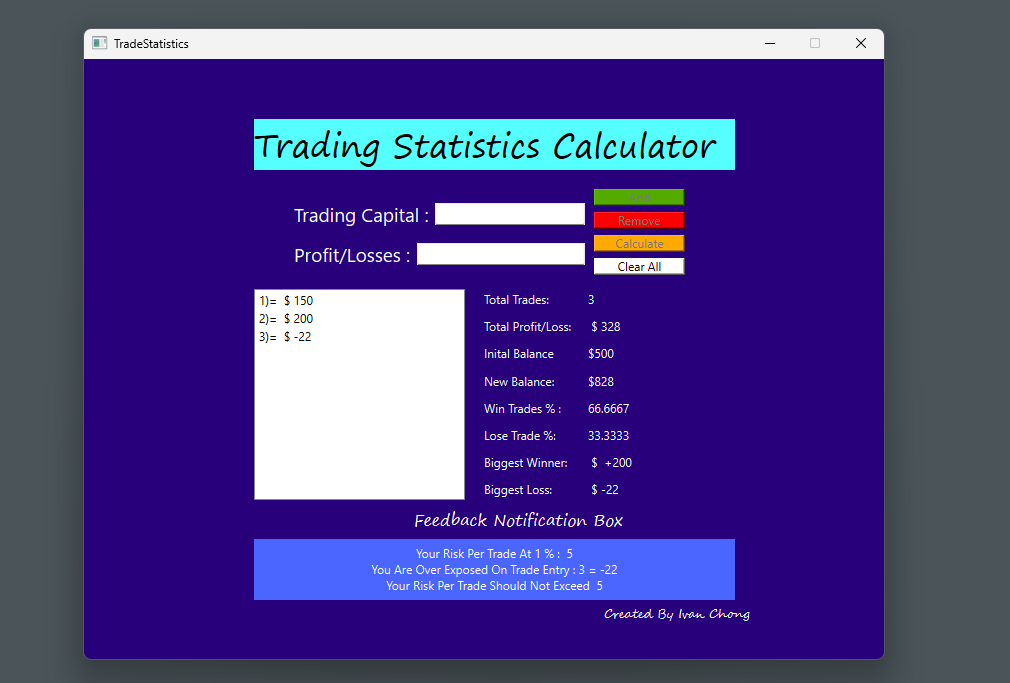 TradeStatistics
Trading Statistics Calculator
Trading Capital :
Remove
Profit/Losses :
Calculate
Clear All
1)=  $ 150
2)=  $ 200
3)=  $ -22
Total Trades: 3
Total Profit/Loss: $ 328
Inital Balance $500
New Balance: $828
Win Trades % : 66.6667
Lose Trade %: 33.3333
Biggest Winner: $  +200
Biggest Loss: $ -22
Feedback Notification Box
Your Risk Per Trade At 1 % :  5
You Are Over Exposed On Trade Entry : 3 = -22
Your Risk Per Trade Should Not Exceed  5
Created By Ivan Chong